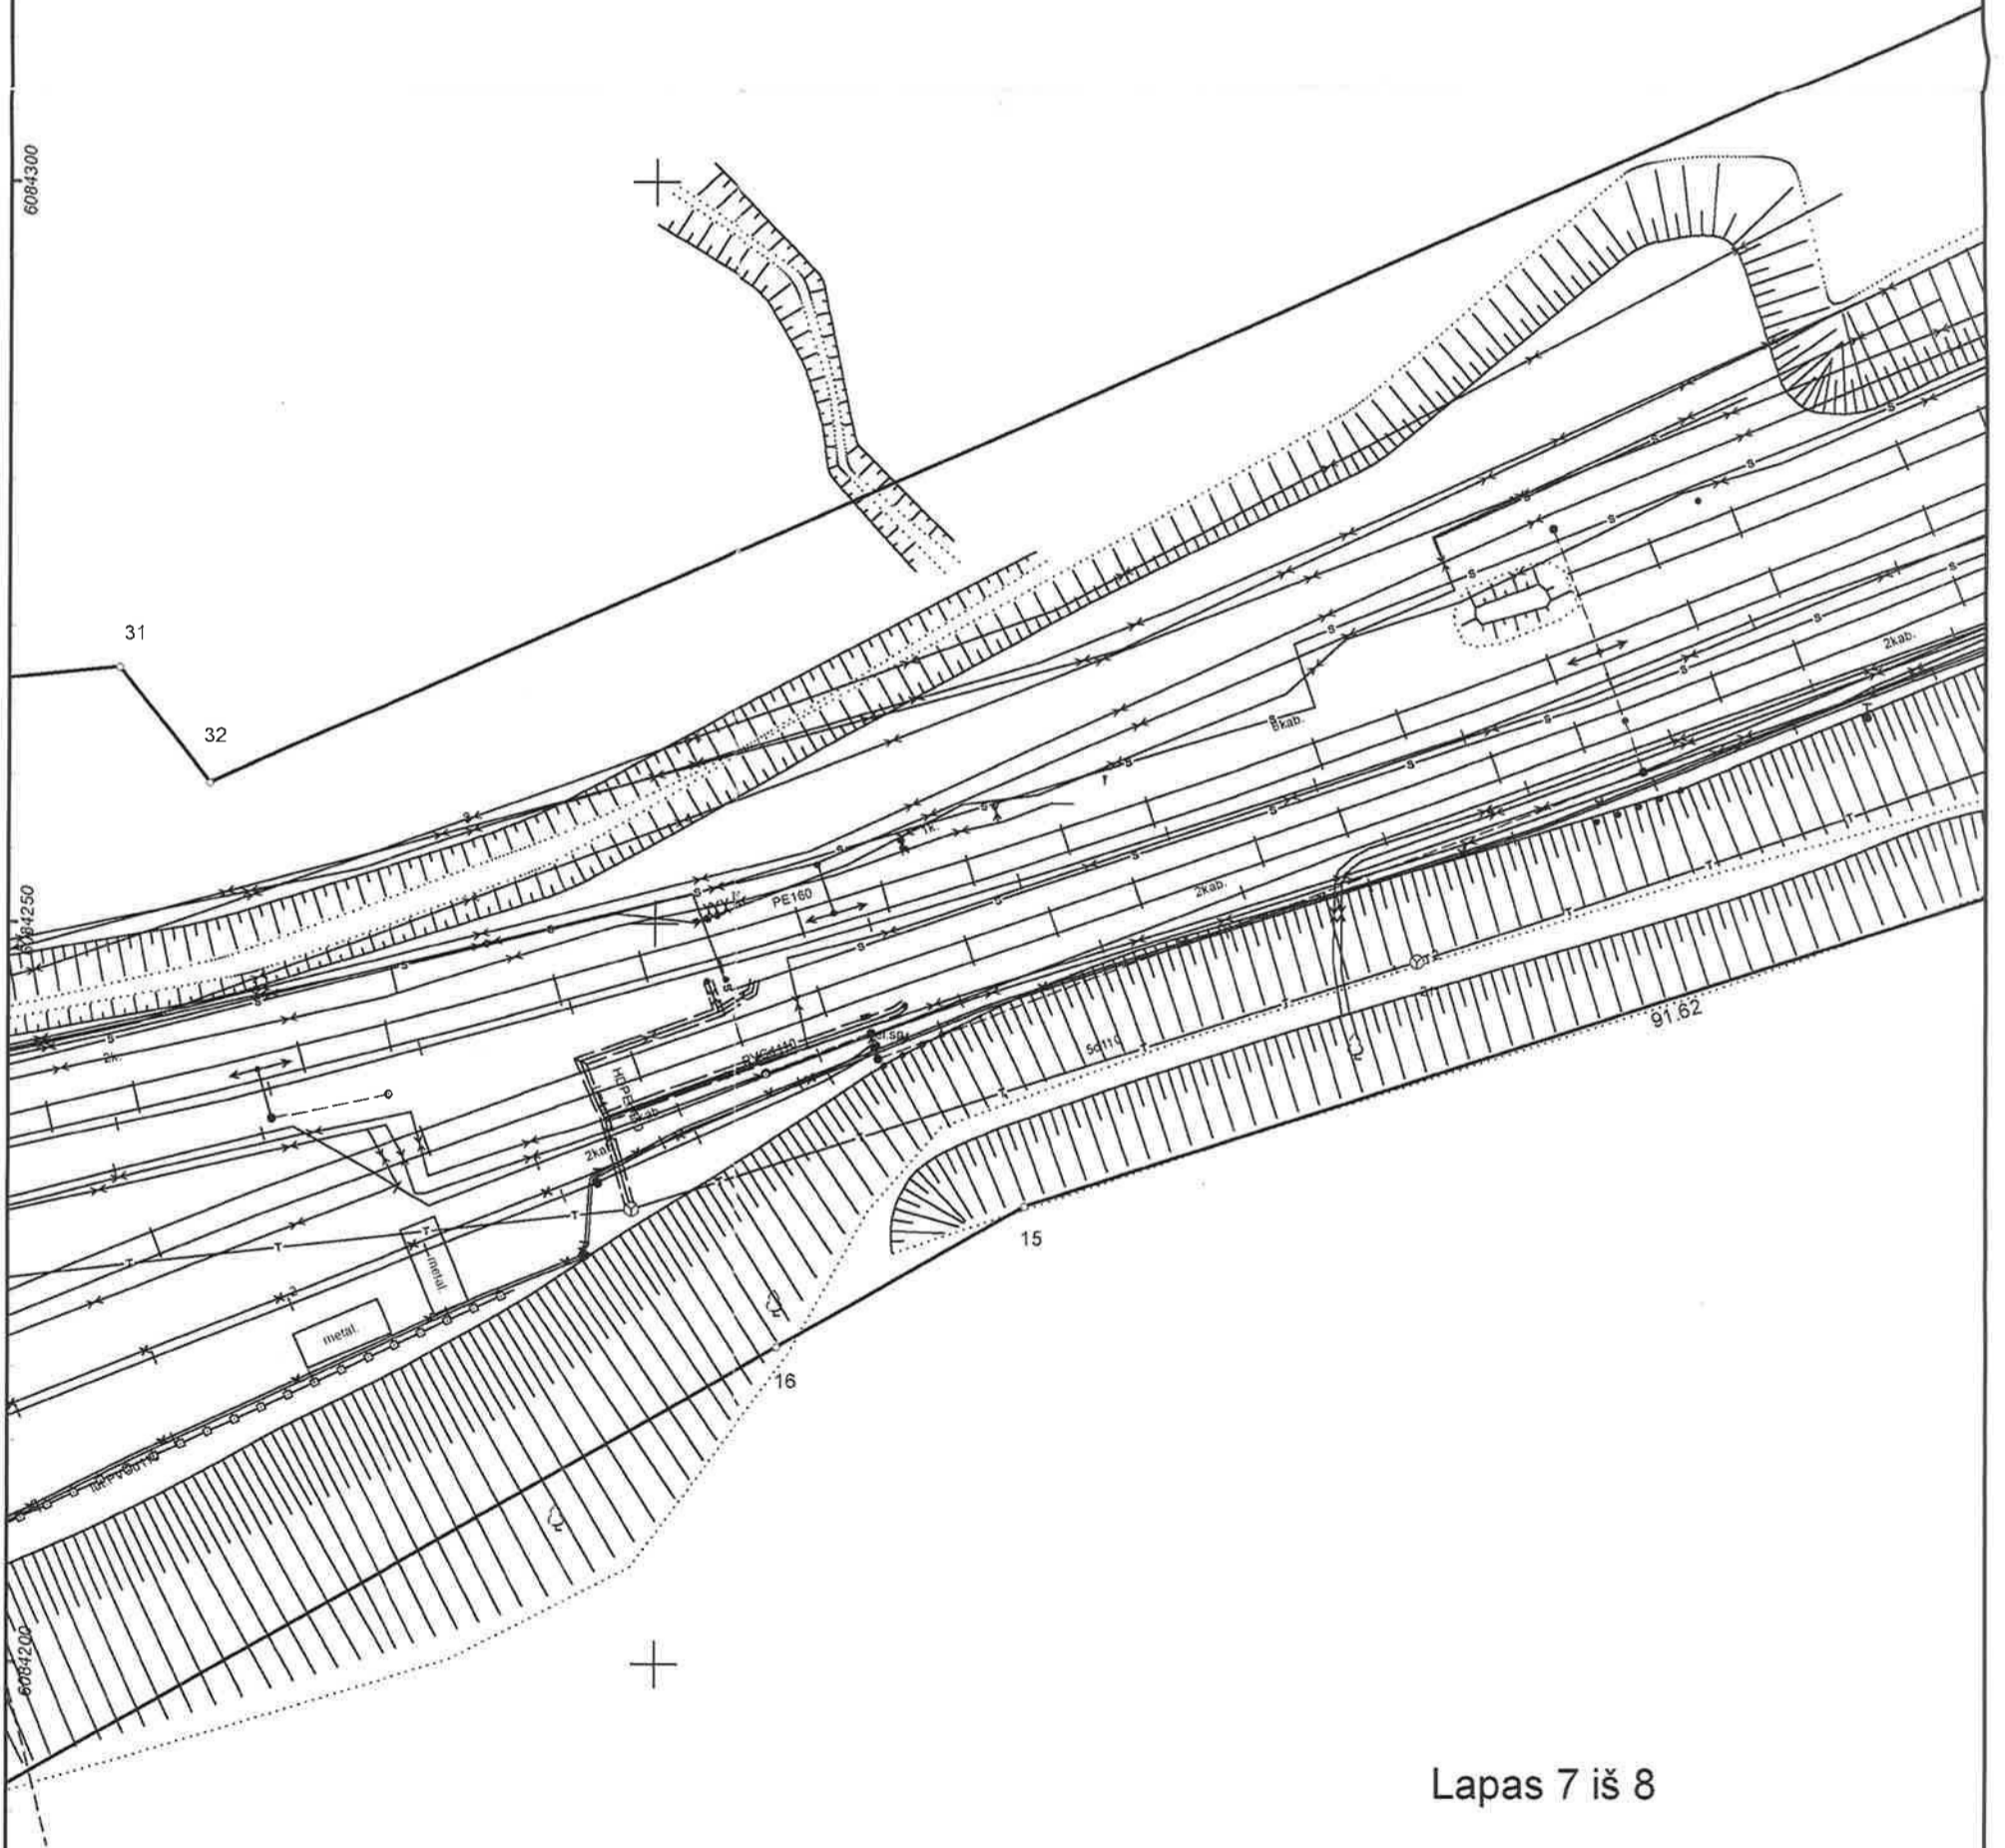 6084300
31
32
2kab.
8kab.
1k.
2kab.
PE160
6084250
2k.
5d110
91.62
15
metal.
metal.
16
6084200
Lapas 7 iš 8